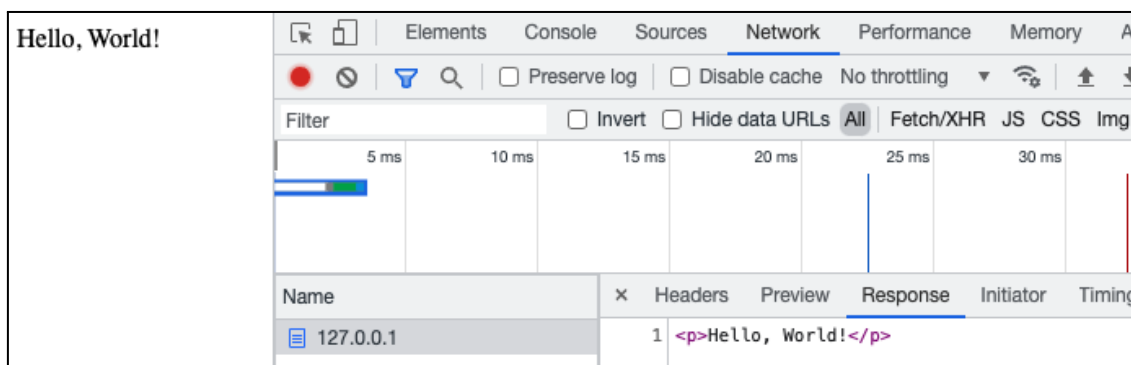 Hello, World!
Elements Console Sources Network Performance Memory
Preserve log Disable cache No throttling
Filter Invert Hide data URLs All Fetch/XHR JS CSS Img
5 ms 10 ms 15 ms 20 ms 25 ms 30 ms
Name × Headers Preview Response Initiator Timing
127.0.0.1 1 <p>Hello, World!</p>